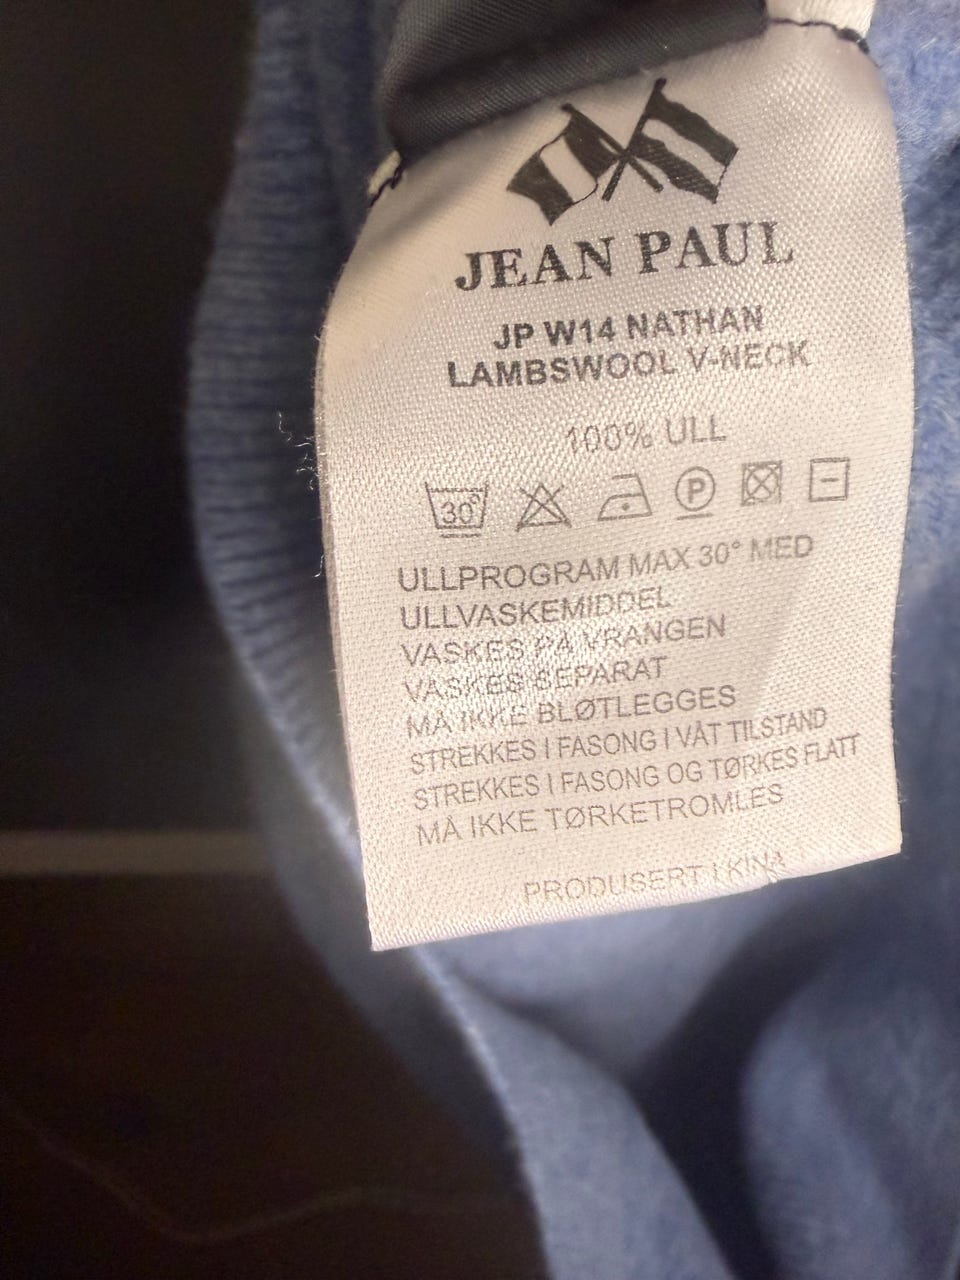 JEAN PAUL
JP W14 NATHAN
LAMBSWOOL V-NECK
100% ULL
30° P
ULLPROGRAM MAX 30° MED
ULLVASKEMIDDEL
VASKES PÅ VRANGEN
VASKES SEPARAT
MÅ IKKE BLØTLEGGES
STREKKES I FASONG I VÅT TILSTAND
STREKKES I FASONG OG TØRKES FLATT
MÅ IKKE TØRKETROMLES
PRODUSERT I KINA